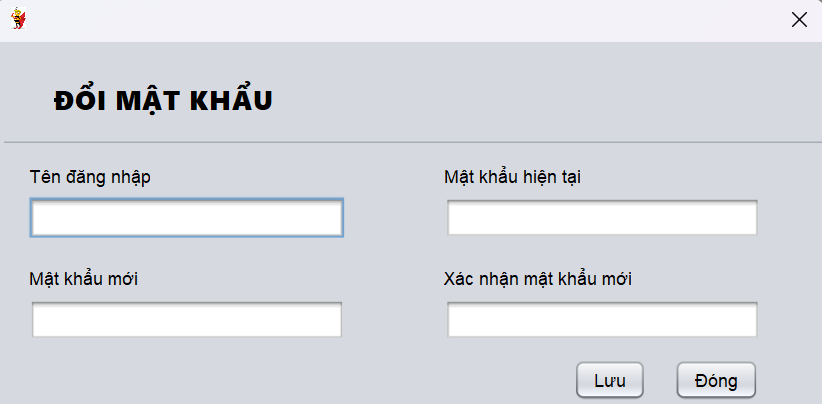 ĐỔI MẬT KHẨU
Tên đăng nhập
Mật khẩu hiện tại
Mật khẩu mới
Xác nhận mật khẩu mới
Lưu
Đóng